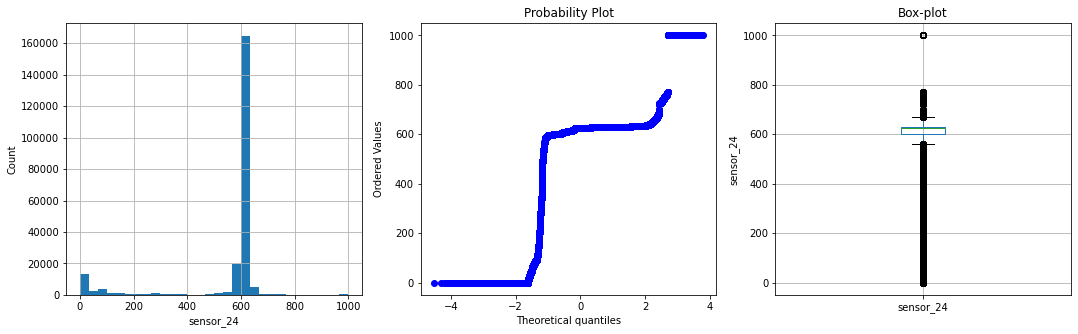 160000
140000
120000
100000
80000
60000
40000
20000
0
Count
0 200 400 600 800 1000
sensor_24
Probability Plot
1000
800
600
400
200
0
Ordered Values
−4 −2 0 2 4
Theoretical quantiles
Box-plot
1000
800
600
400
200
0
sensor_24
sensor_24